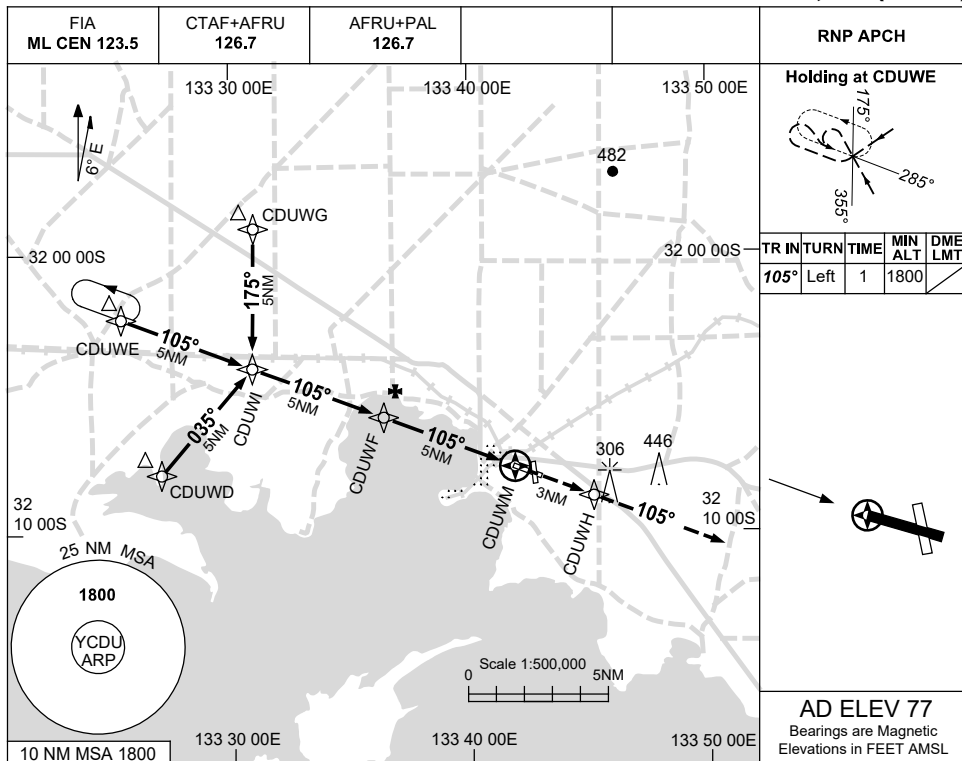 FIA
ML CEN 123.5
CTAF+AFRU
126.7
AFRU+PAL
126.7
RNP APCH
133 30 00E
133 40 00E
133 50 00E
Holding at CDUWE
175°
285°
355°
6° E
482
CDUWG
32 00 00S
32 00 00S
TR IN TURN TIME MIN ALT DME LMT
105° Left 1 1800
175°
5NM
CDUWE
105°
5NM
CDUWI
105°
5NM
035°
5NM
CDUWD
CDUWF
105°
5NM
CDUWM
3NM
306
446
CDUWH
105°
32
10 00S
32
10 00S
25 NM MSA
1800
YCDU
ARP
Scale 1:500,000
0
5NM
10 NM MSA 1800
133 30 00E
133 40 00E
133 50 00E
AD ELEV 77
Bearings are Magnetic
Elevations in FEET AMSL